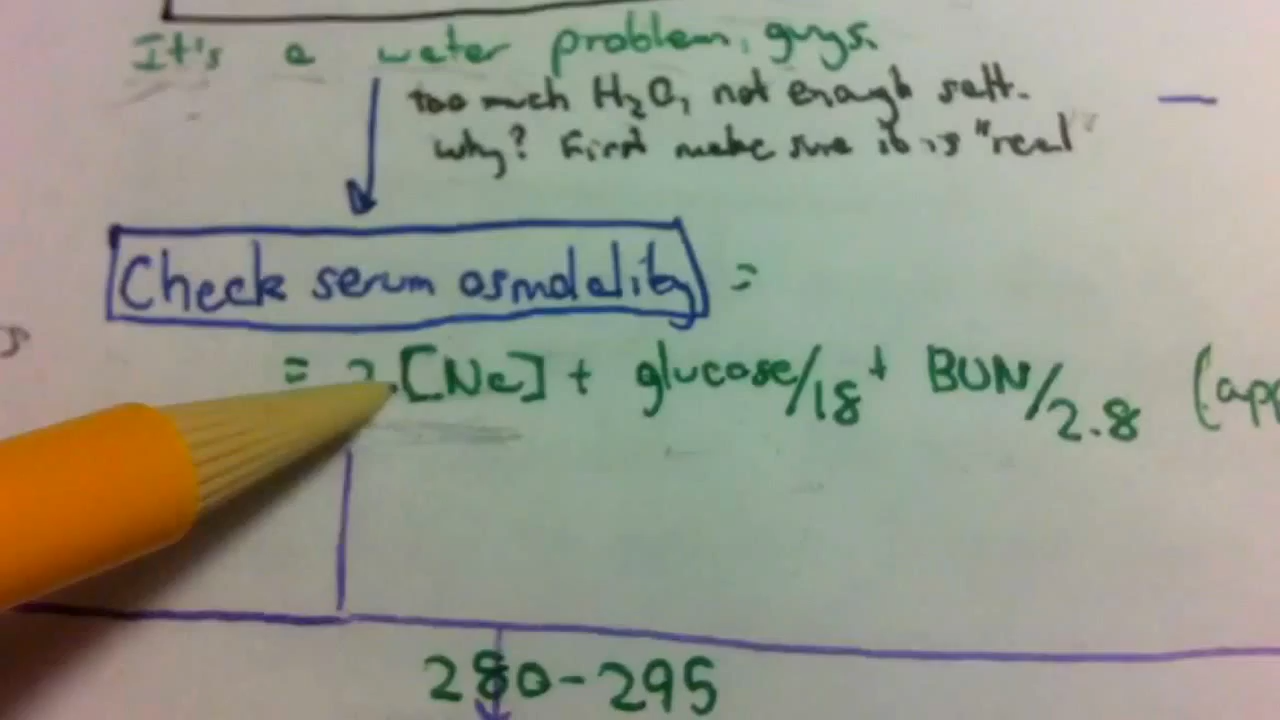 It's a water problem, guys.
too much H₂O, not enough salt.
why? First make sure it is "real"
Check serum osmolality =
= 2·[Na] + glucose/18 + BUN/2.8 (app
280-295